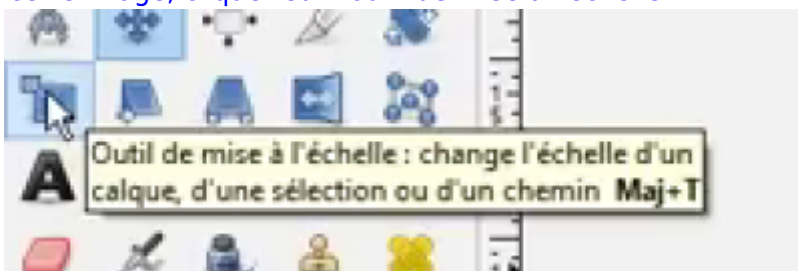 Outil de mise à l'échelle : change l'échelle d'un
calque, d'une sélection ou d'un chemin Maj+T